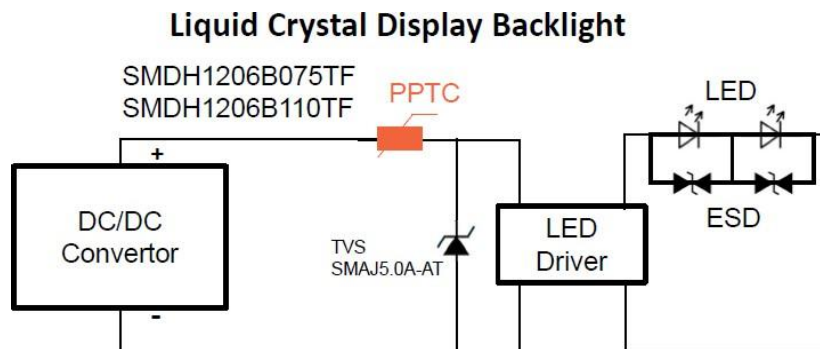 Liquid Crystal Display Backlight
SMDH1206B075TF
SMDH1206B110TF
PPTC
LED
+
DC/DC
Convertor
-
TVS
SMAJ5.0A-AT
LED
Driver
ESD